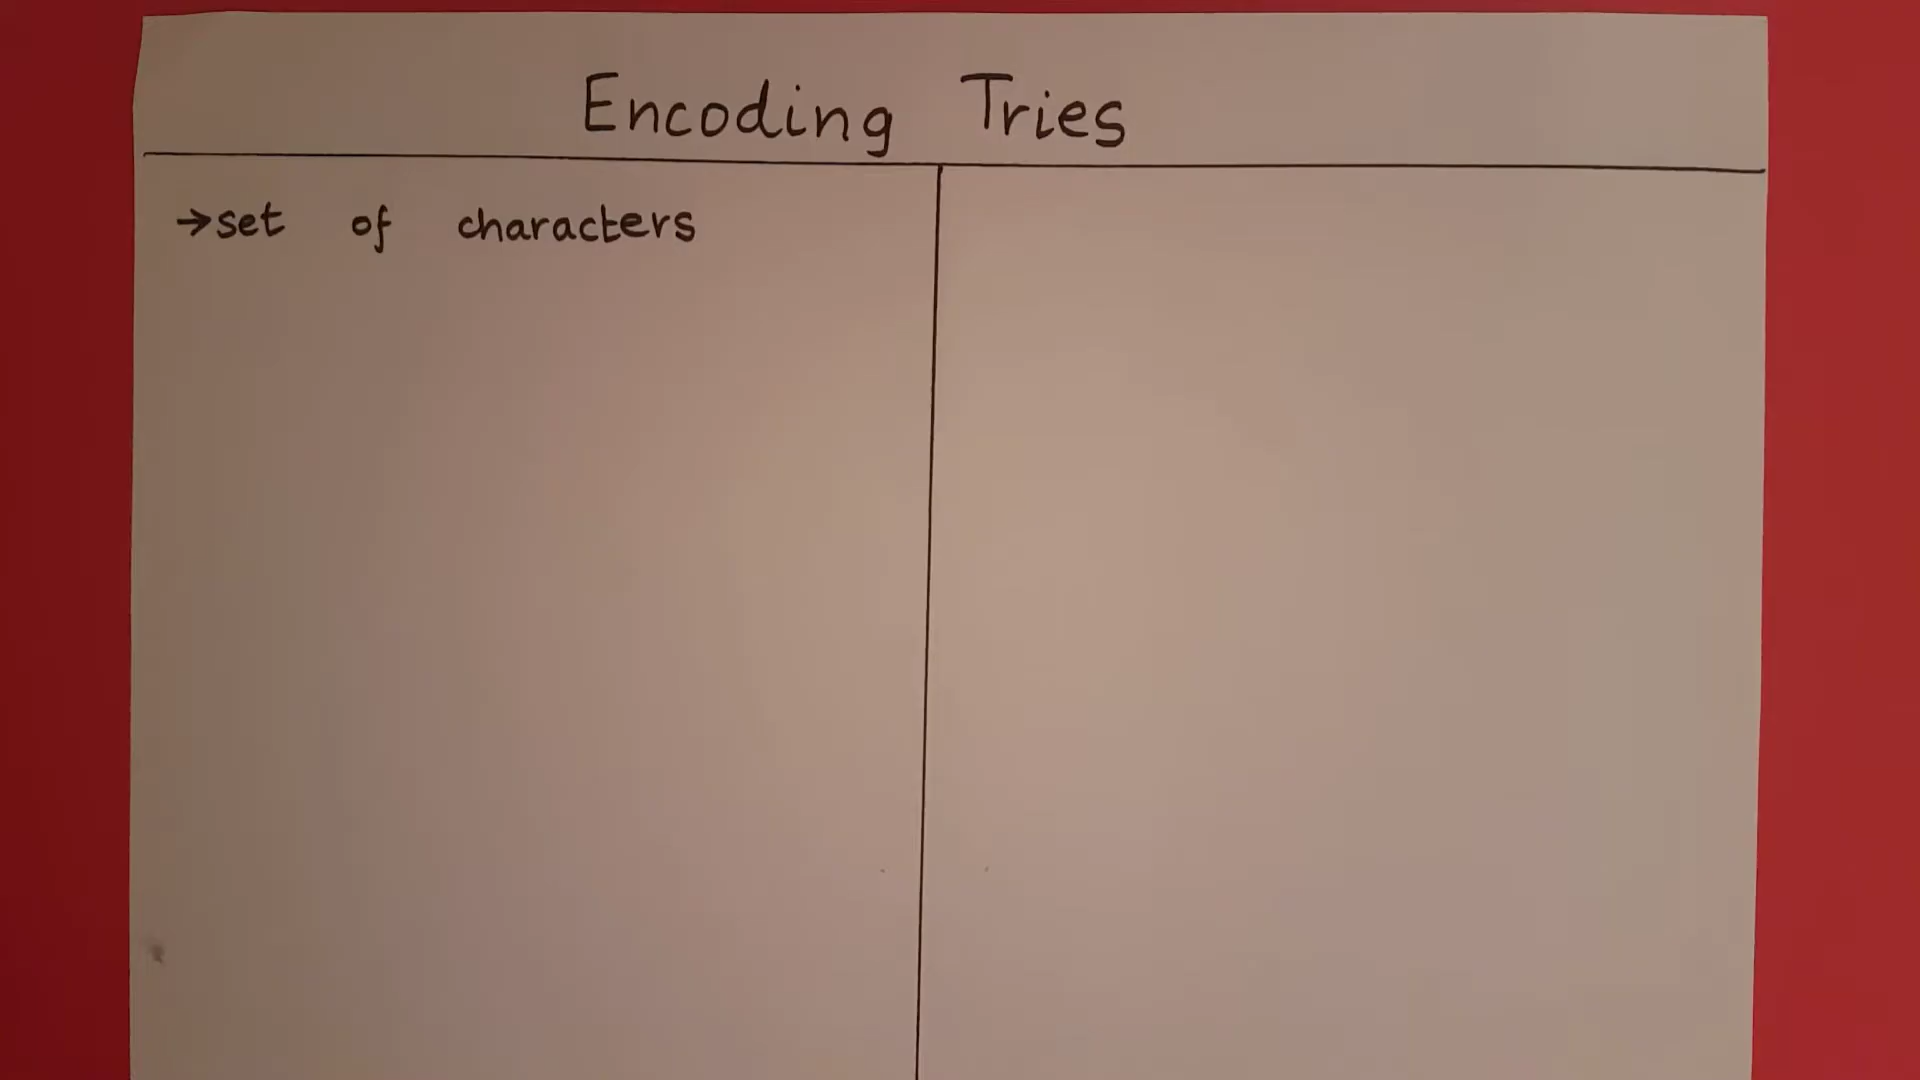 Encoding Tries
→set of characters